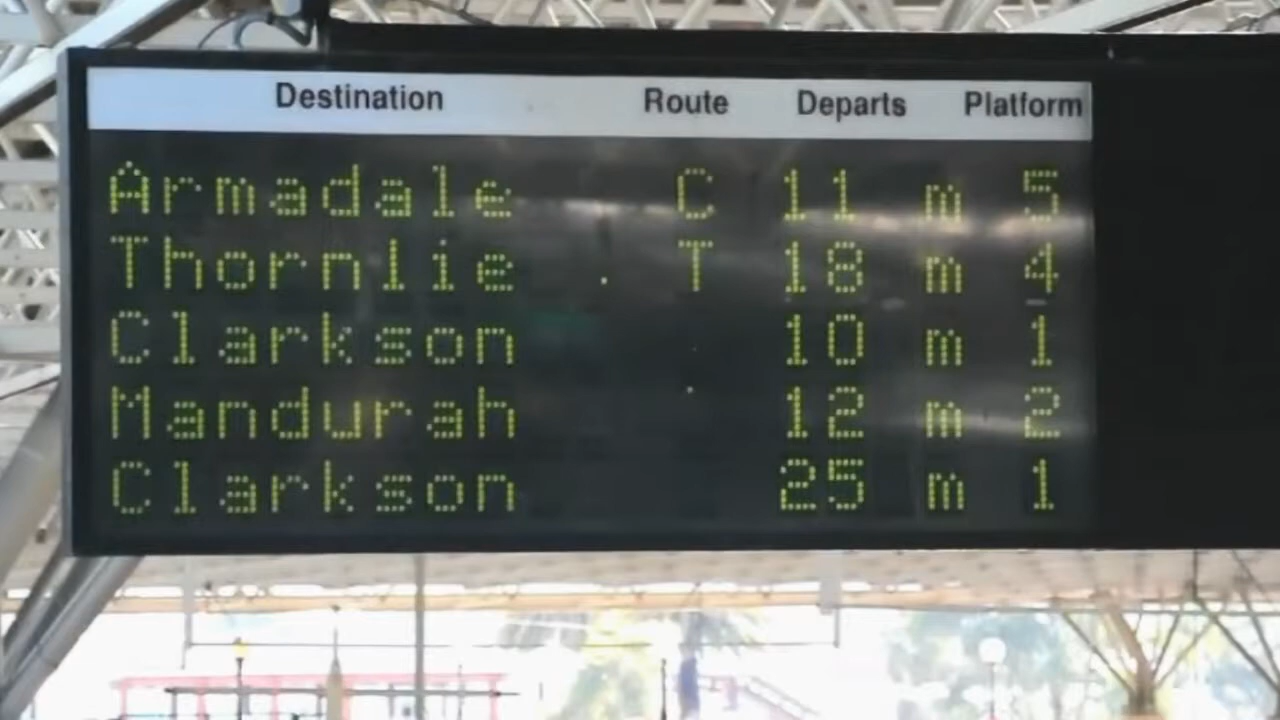 Destination Route Departs Platform
Armadale C 11 m 5
Thornlie T 18 m 4
Clarkson 10 m 1
Mandurah 12 m 2
Clarkson 25 m 1